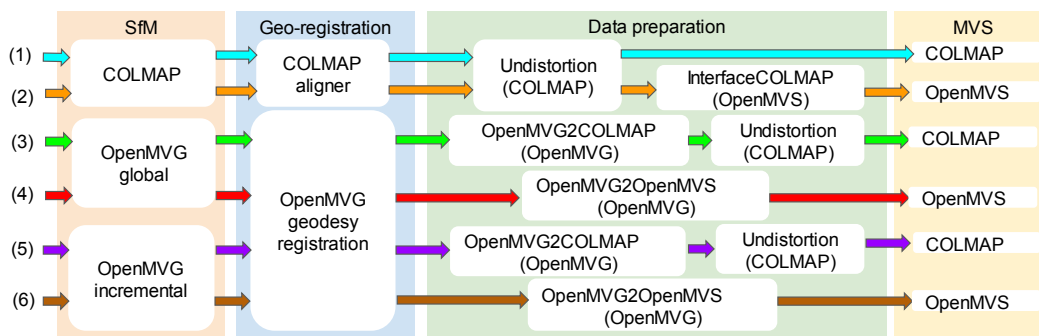 SfM
Geo-registration
Data preparation
MVS
(1)
COLMAP
COLMAP
aligner
Undistortion
(COLMAP)
COLMAP
(2)
InterfaceCOLMAP
(OpenMVS)
OpenMVS
(3)
OpenMVG
global
OpenMVG2COLMAP
(OpenMVG)
Undistortion
(COLMAP)
COLMAP
(4)
OpenMVG
geodesy
registration
OpenMVG2OpenMVS
(OpenMVG)
OpenMVS
(5)
OpenMVG
incremental
OpenMVG2COLMAP
(OpenMVG)
Undistortion
(COLMAP)
COLMAP
(6)
OpenMVG2OpenMVS
(OpenMVG)
OpenMVS